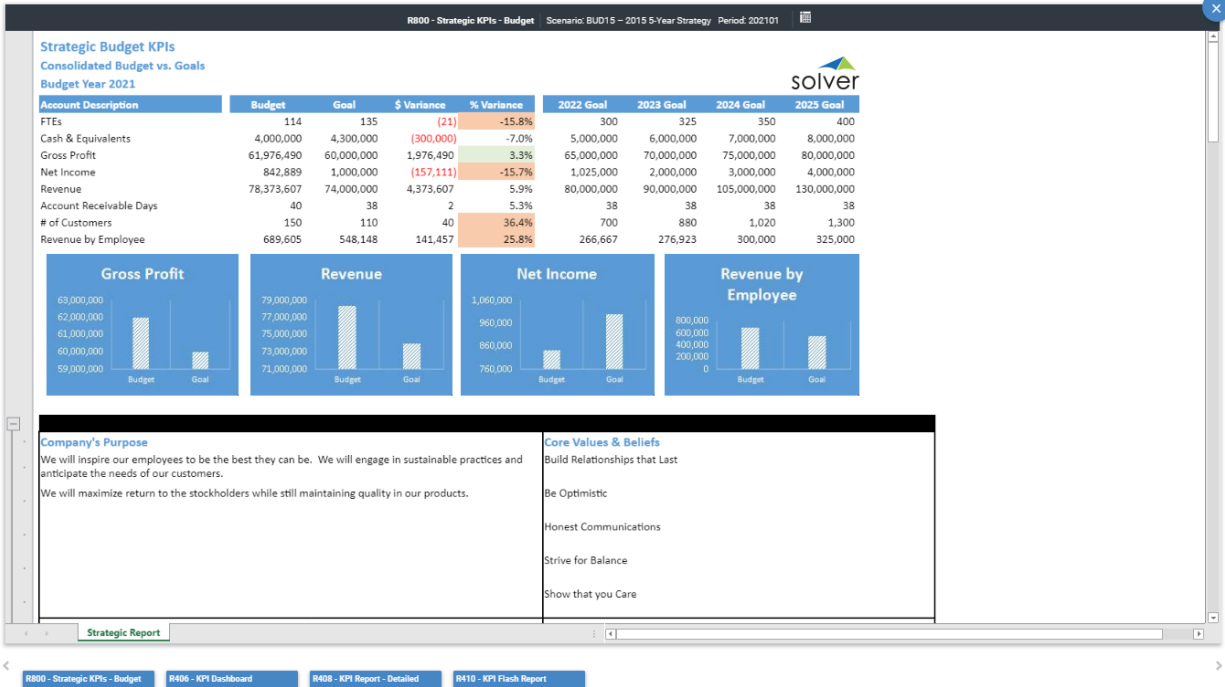 R800 - Strategic KPIs - Budget Scenario: BUD15 – 2015 5-Year Strategy Period: 202101
Strategic Budget KPIs
Consolidated Budget vs. Goals
Budget Year 2021
solver
Account Description Budget Goal $ Variance % Variance 2022 Goal 2023 Goal 2024 Goal 2025 Goal
FTEs 114 135 (21) -15.8% 300 325 350 400
Cash & Equivalents 4,000,000 4,300,000 (300,000) -7.0% 5,000,000 6,000,000 7,000,000 8,000,000
Gross Profit 61,976,490 60,000,000 1,976,490 3.3% 65,000,000 70,000,000 75,000,000 80,000,000
Net Income 842,889 1,000,000 (157,111) -15.7% 1,025,000 2,000,000 3,000,000 4,000,000
Revenue 78,373,607 74,000,000 4,373,607 5.9% 80,000,000 90,000,000 105,000,000 130,000,000
Account Receivable Days 40 38 2 5.3% 38 38 38 38
# of Customers 150 110 40 36.4% 700 880 1,020 1,300
Revenue by Employee 689,605 548,148 141,457 25.8% 266,667 276,923 300,000 325,000
Gross Profit
63,000,000
62,000,000
61,000,000
60,000,000
59,000,000
Budget Goal
Revenue
79,000,000
77,000,000
75,000,000
73,000,000
71,000,000
Budget Goal
Net Income
1,060,000
960,000
860,000
760,000
Budget Goal
Revenue by
Employee
800,000
600,000
400,000
200,000
0
Budget Goal
Company's Purpose
We will inspire our employees to be the best they can be. We will engage in sustainable practices and
anticipate the needs of our customers.
We will maximize return to the stockholders while still maintaining quality in our products.
Core Values & Beliefs
Build Relationships that Last
Be Optimistic
Honest Communications
Strive for Balance
Show that you Care
Strategic Report
R800 - Strategic KPIs - Budget R406 - KPI Dashboard R408 - KPI Report - Detailed R410 - KPI Flash Report